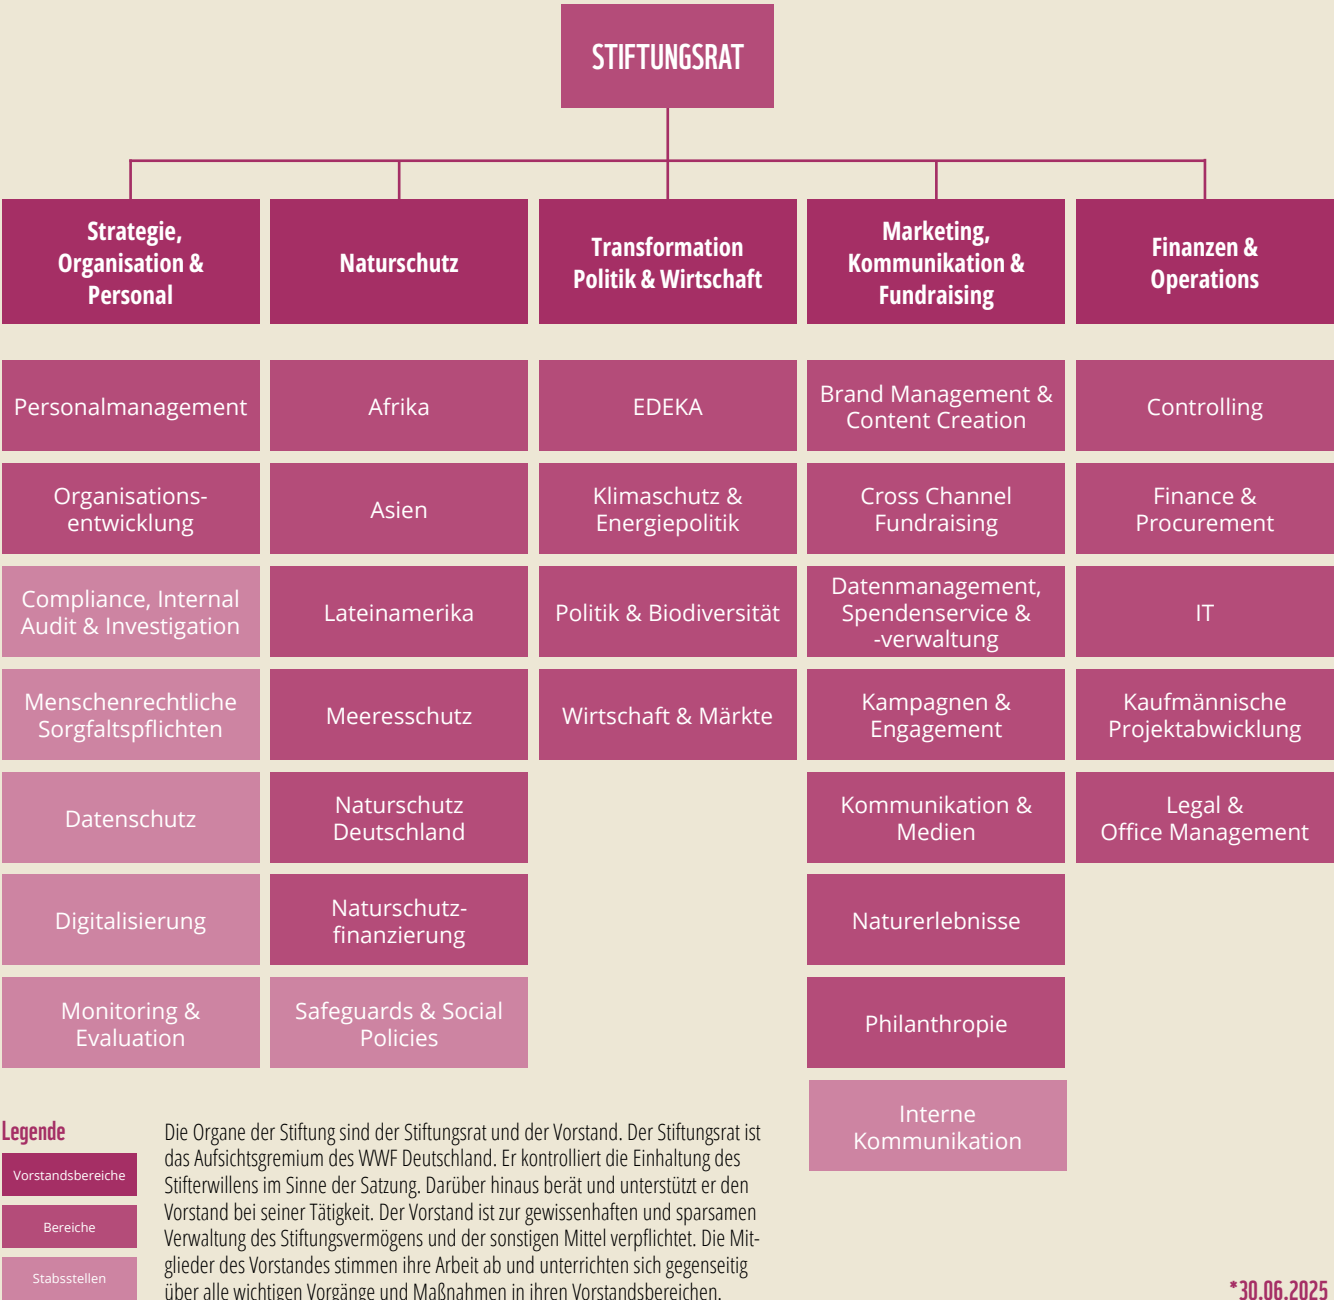 STIFTUNGSRAT
Strategie,
Organisation &
Personal
Naturschutz
Transformation
Politik & Wirtschaft
Marketing,
Kommunikation &
Fundraising
Finanzen &
Operations
Personalmanagement
Organisations-
entwicklung
Compliance, Internal
Audit & Investigation
Menschenrechtliche
Sorgfaltspflichten
Datenschutz
Digitalisierung
Monitoring &
Evaluation
Afrika
Asien
Lateinamerika
Meeresschutz
Naturschutz
Deutschland
Naturschutz-
finanzierung
Safeguards & Social
Policies
EDEKA
Klimaschutz &
Energiepolitik
Politik & Biodiversität
Wirtschaft & Märkte
Brand Management &
Content Creation
Cross Channel
Fundraising
Datenmanagement,
Spendenservice &
-verwaltung
Kampagnen &
Engagement
Kommunikation &
Medien
Naturerlebnisse
Philanthropie
Interne
Kommunikation
Controlling
Finance &
Procurement
IT
Kaufmännische
Projektabwicklung
Legal &
Office Management
Legende
Vorstandsbereiche
Bereiche
Stabsstellen
Die Organe der Stiftung sind der Stiftungsrat und der Vorstand. Der Stiftungsrat ist
das Aufsichtsgremium des WWF Deutschland. Er kontrolliert die Einhaltung des
Stifterwillens im Sinne der Satzung. Darüber hinaus berät und unterstützt er den
Vorstand bei seiner Tätigkeit. Der Vorstand ist zur gewissenhaften und sparsamen
Verwaltung des Stiftungsvermögens und der sonstigen Mittel verpflichtet. Die Mit-
glieder des Vorstandes stimmen ihre Arbeit ab und unterrichten sich gegenseitig
über alle wichtigen Vorgänge und Maßnahmen in ihren Vorstandsbereichen.
*30.06.2025